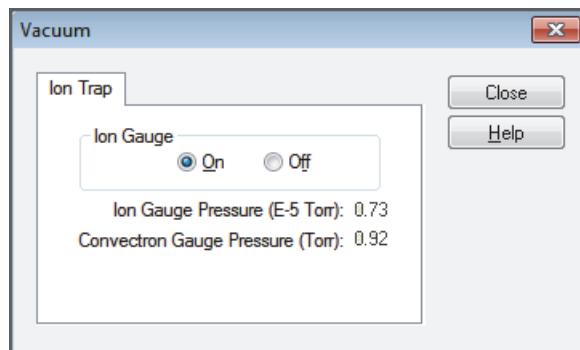 Vacuum
Ion Trap
Close
Help
Ion Gauge
On Off
Ion Gauge Pressure (E-5 Torr): 0.73
Convectron Gauge Pressure (Torr): 0.92